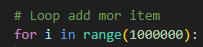 # Loop add mor item
for i in range(1000000):